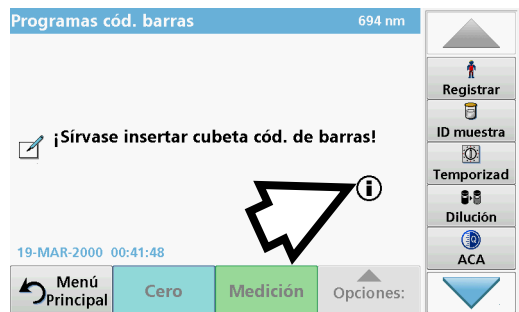 Programas cód. barras 694 nm
¡Sírvase insertar cubeta cód. de barras!
i
19-MAR-2000 00:41:48
Menú
Principal
Cero
Medición
Opciones:
Registrar
ID muestra
Temporizad
Dilución
ACA